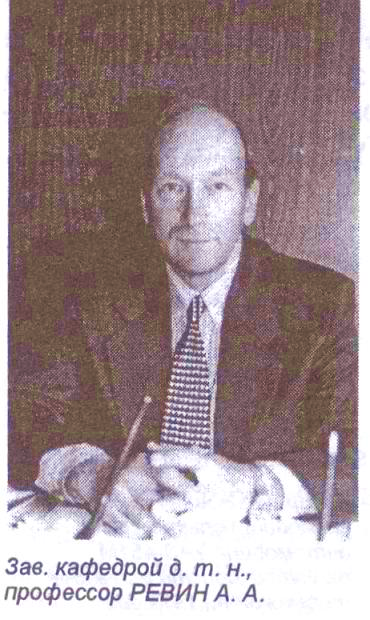 Зав. кафедрой д. т. н.,
профессор РЕВИН А. А.